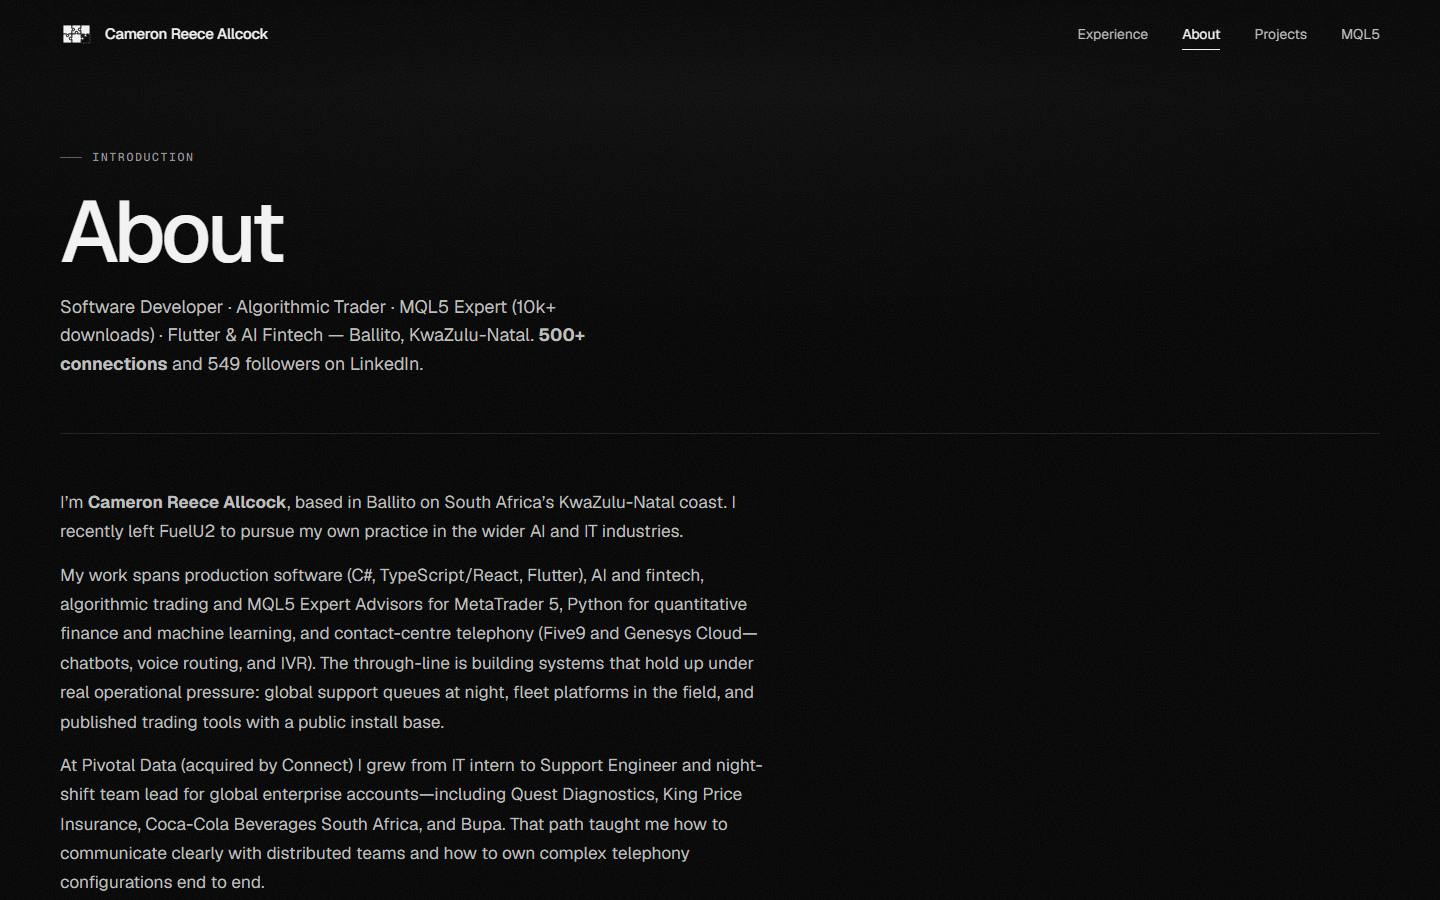 Cameron Reece Allcock
Experience
About
Projects
MQL5
INTRODUCTION
About
Software Developer · Algorithmic Trader · MQL5 Expert (10k+
downloads) · Flutter & AI Fintech — Ballito, KwaZulu-Natal. 500+
connections and 549 followers on LinkedIn.
I’m Cameron Reece Allcock, based in Ballito on South Africa’s KwaZulu-Natal coast. I
recently left FuelU2 to pursue my own practice in the wider AI and IT industries.
My work spans production software (C#, TypeScript/React, Flutter), AI and fintech,
algorithmic trading and MQL5 Expert Advisors for MetaTrader 5, Python for quantitative
finance and machine learning, and contact-centre telephony (Five9 and Genesys Cloud—
chatbots, voice routing, and IVR). The through-line is building systems that hold up under
real operational pressure: global support queues at night, fleet platforms in the field, and
published trading tools with a public install base.
At Pivotal Data (acquired by Connect) I grew from IT intern to Support Engineer and night-
shift team lead for global enterprise accounts—including Quest Diagnostics, King Price
Insurance, Coca-Cola Beverages South Africa, and Bupa. That path taught me how to
communicate clearly with distributed teams and how to own complex telephony
configurations end to end.